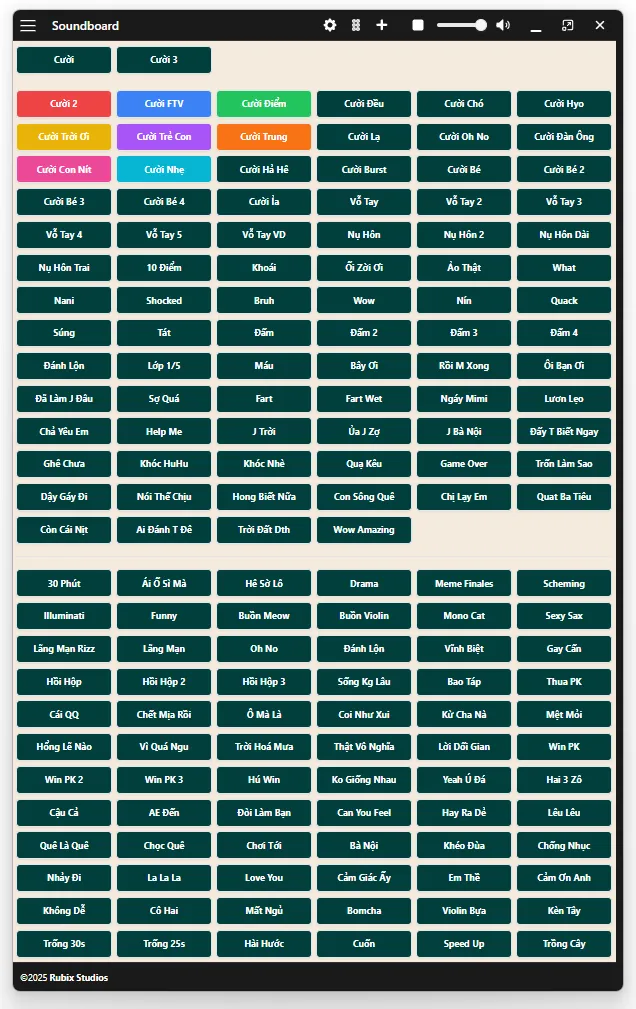 Soundboard
Cười Cười 3
Cười 2 Cười FTV Cười Điểm Cười Đều Cười Chó Cười Hyo
Cười Trời Ơi Cười Trẻ Con Cười Trung Cười Lạ Cười Oh No Cười Đàn Ông
Cười Con Nít Cười Nhẹ Cười Hả Hê Cười Burst Cười Bé Cười Bé 2
Cười Bé 3 Cười Bé 4 Cười Ỉa Vỗ Tay Vỗ Tay 2 Vỗ Tay 3
Vỗ Tay 4 Vỗ Tay 5 Vỗ Tay VD Nụ Hôn Nụ Hôn 2 Nụ Hôn Dài
Nụ Hôn Trai 10 Điểm Khoái Ối Zời Ơi Ảo Thật What
Nani Shocked Bruh Wow Nín Quack
Súng Tát Đấm Đấm 2 Đấm 3 Đấm 4
Đánh Lộn Lớp 1/5 Máu Bây Ơi Rồi M Xong Ôi Bạn Ơi
Đã Làm J Đâu Sợ Quá Fart Fart Wet Ngáy Mimi Lươn Lẹo
Chả Yêu Em Help Me J Trời Ủa J Zợ J Bà Nội Đấy T Biết Ngay
Ghê Chưa Khóc HuHu Khóc Nhè Quạ Kêu Game Over Trốn Làm Sao
Dậy Gáy Đi Nói Thế Chịu Hong Biết Nữa Con Sông Quê Chị Lạy Em Quat Ba Tiêu
Còn Cái Nịt Ai Đánh T Đê Trời Đất Dth Wow Amazing
30 Phút Ái Ố Sì Mà Hê Sờ Lô Drama Meme Finales Scheming
Illuminati Funny Buồn Meow Buồn Violin Mono Cat Sexy Sax
Lãng Mạn Rizz Lãng Mạn Oh No Đánh Lộn Vĩnh Biệt Gay Cấn
Hồi Hộp Hồi Hộp 2 Hồi Hộp 3 Sống Kg Lâu Bao Táp Thua PK
Cái QQ Chết Mịa Rồi Ô Mà Là Coi Như Xui Kừ Cha Nà Mệt Mỏi
Hổng Lẽ Nào Vì Quá Ngu Trời Hoá Mưa Thật Vô Nghĩa Lời Dối Gian Win PK
Win PK 2 Win PK 3 Hú Win Ko Giống Nhau Yeah Ú Đá Hai 3 Zô
Cậu Cả AE Đến Đòi Làm Bạn Can You Feel Hay Ra Dẻ Lêu Lêu
Quê Là Quê Chọc Quê Chơi Tới Bà Nội Khéo Đùa Chống Nhục
Nhảy Đi La La La Love You Cảm Giác Ấy Em Thề Cảm Ơn Anh
Không Dễ Cô Hai Mất Ngủ Bomcha Violin Bựa Kèn Tây
Trống 30s Trống 25s Hài Hước Cuốn Speed Up Trồng Cây
©2025 Rubix Studios